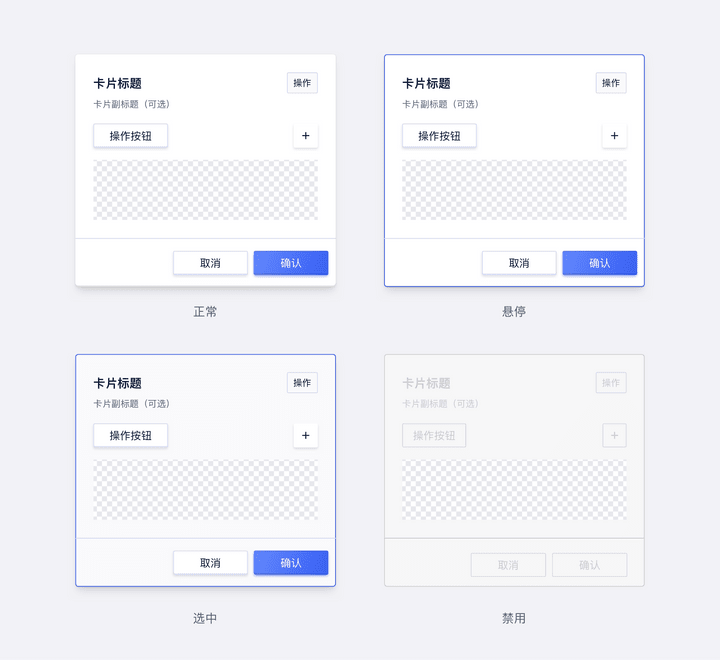 卡片标题
操作
卡片副标题（可选）
操作按钮
+
取消
确认
正常
卡片标题
操作
卡片副标题（可选）
操作按钮
+
取消
确认
悬停
卡片标题
操作
卡片副标题（可选）
操作按钮
+
取消
确认
选中
卡片标题
操作
卡片副标题（可选）
操作按钮
+
取消
确认
禁用